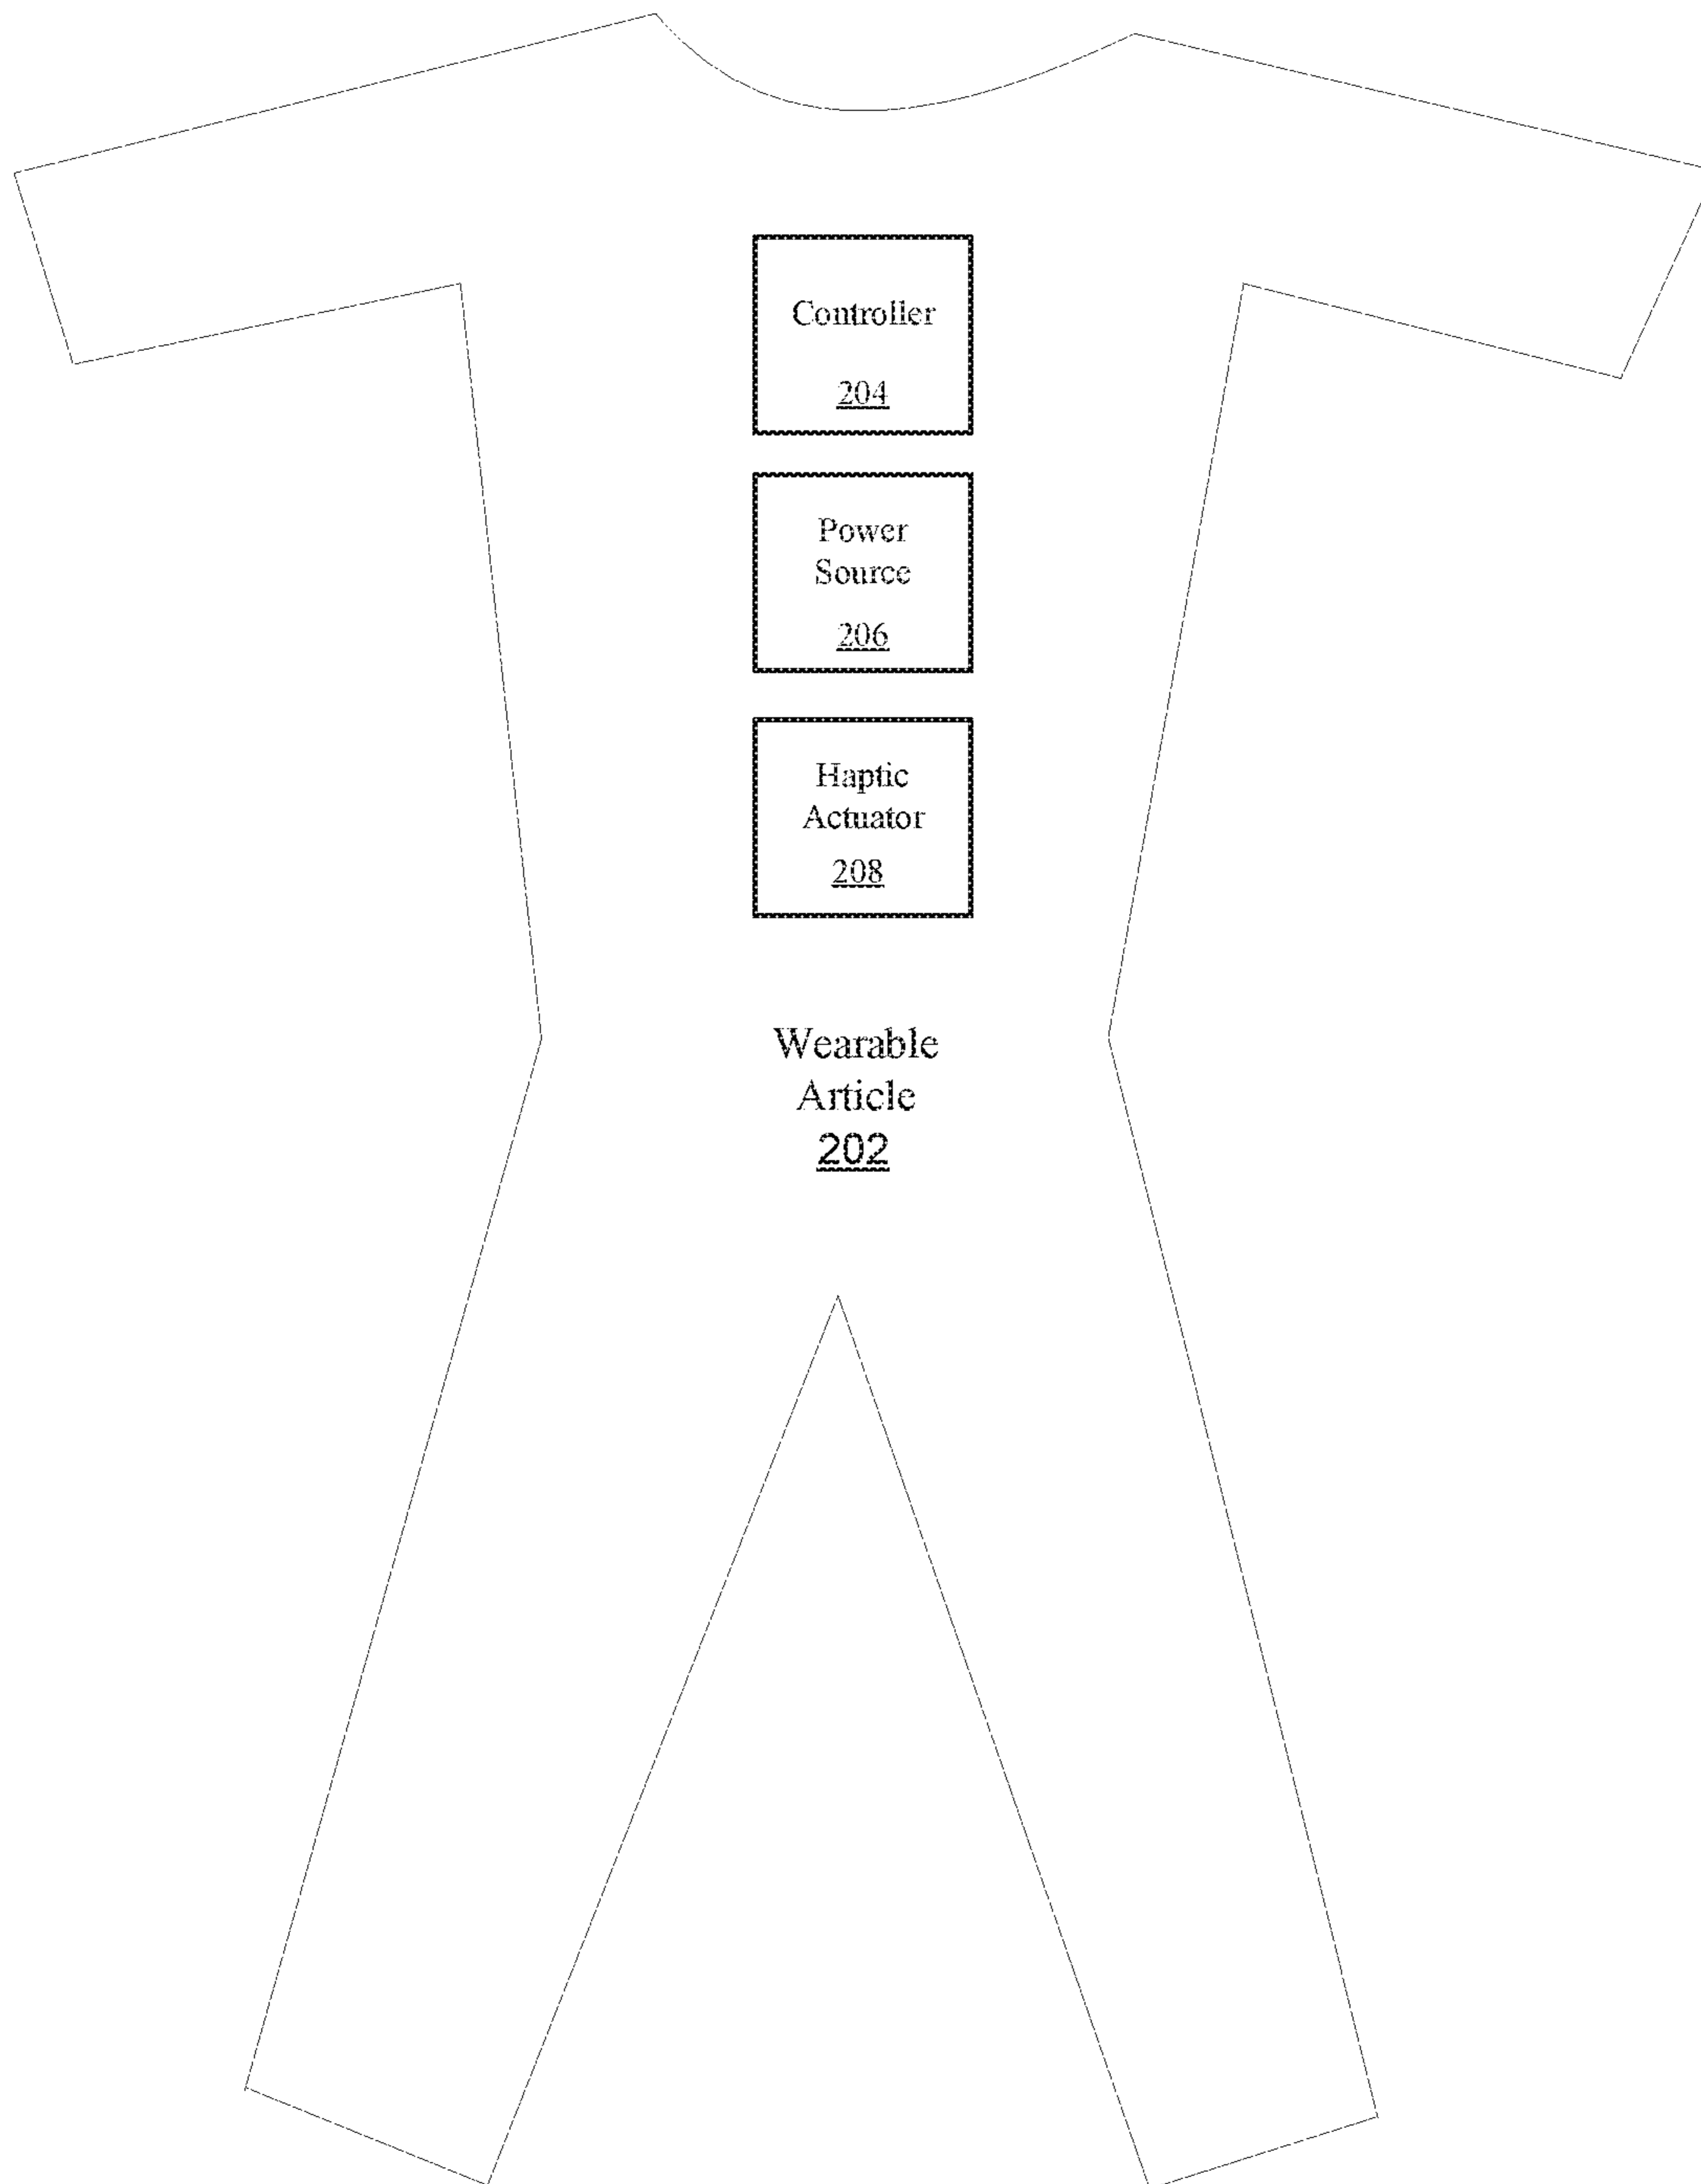 Controller
204
Power
Source
206
Haptic
Actuator
208
Wearable
Article
202